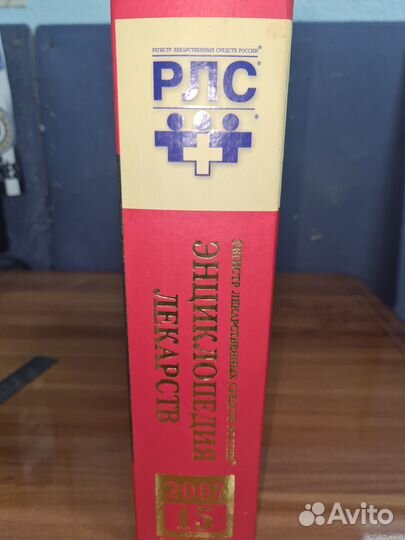 РЕГИСТР ЛЕКАРСТВЕННЫХ СРЕДСТВ РОССИИ®
РЛС®
®
РЕГИСТР ЛЕКАРСТВЕННЫХ СРЕДСТВ РОССИИ®
ЭНЦИКЛОПЕДИЯ
ЛЕКАРСТВ
2007
15
Avito